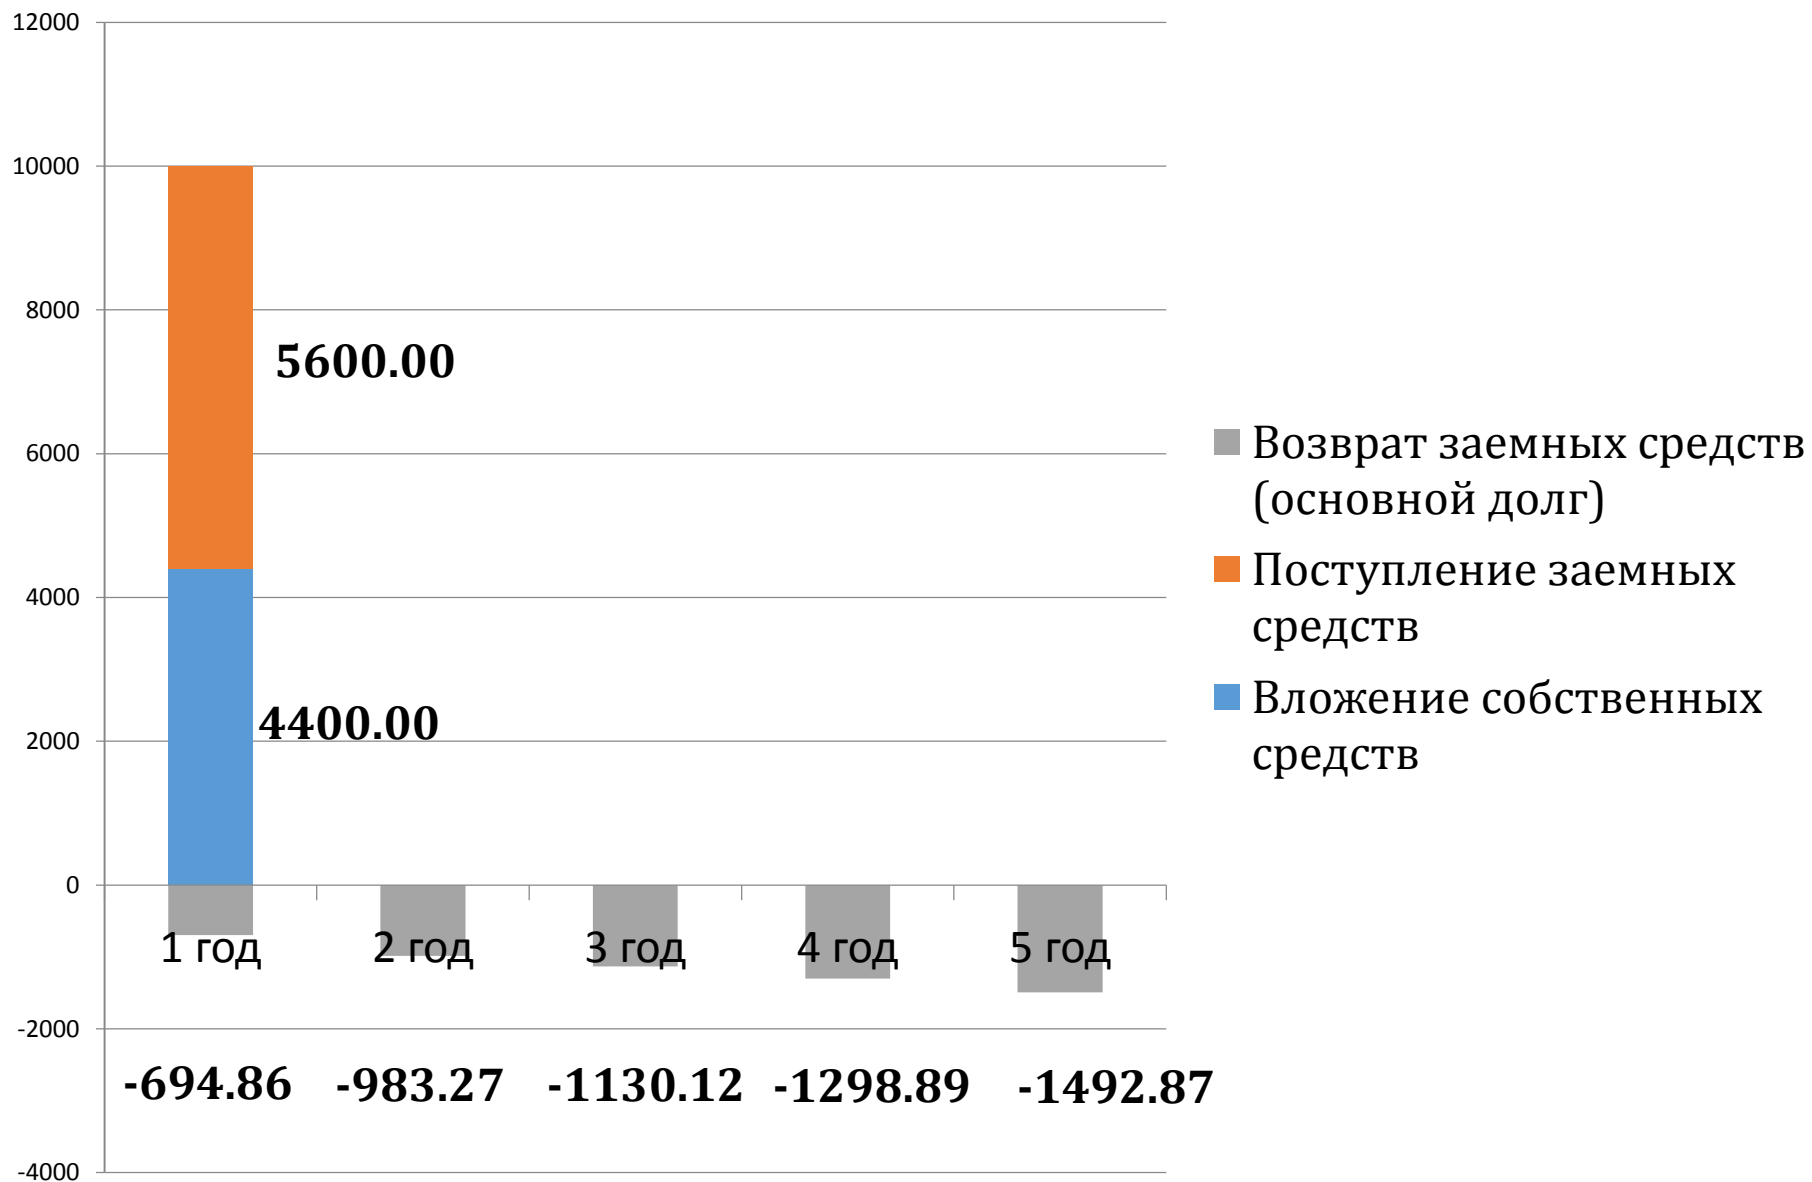 12000
10000
8000
6000
4000
2000
0
-2000
-4000
5600.00
4400.00
1 год 2 год 3 год 4 год 5 год
-694.86 -983.27 -1130.12 -1298.89 -1492.87
Возврат заемных средств
(основной долг)
Поступление заемных
средств
Вложение собственных
средств